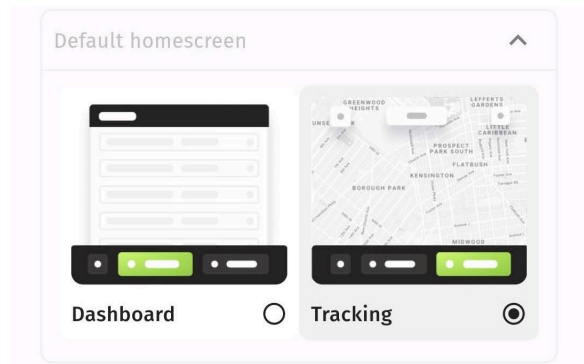 Default homescreen
GREENWOOD
HEIGHTS
LEFFERTS
GARDENS
LITTLE
CARIBBEAN
PROSPECT
PARK SOUTH
FLATBUSH
KENSINGTON
BOROUGH PARK
MIDWOOD
Dashboard
Tracking